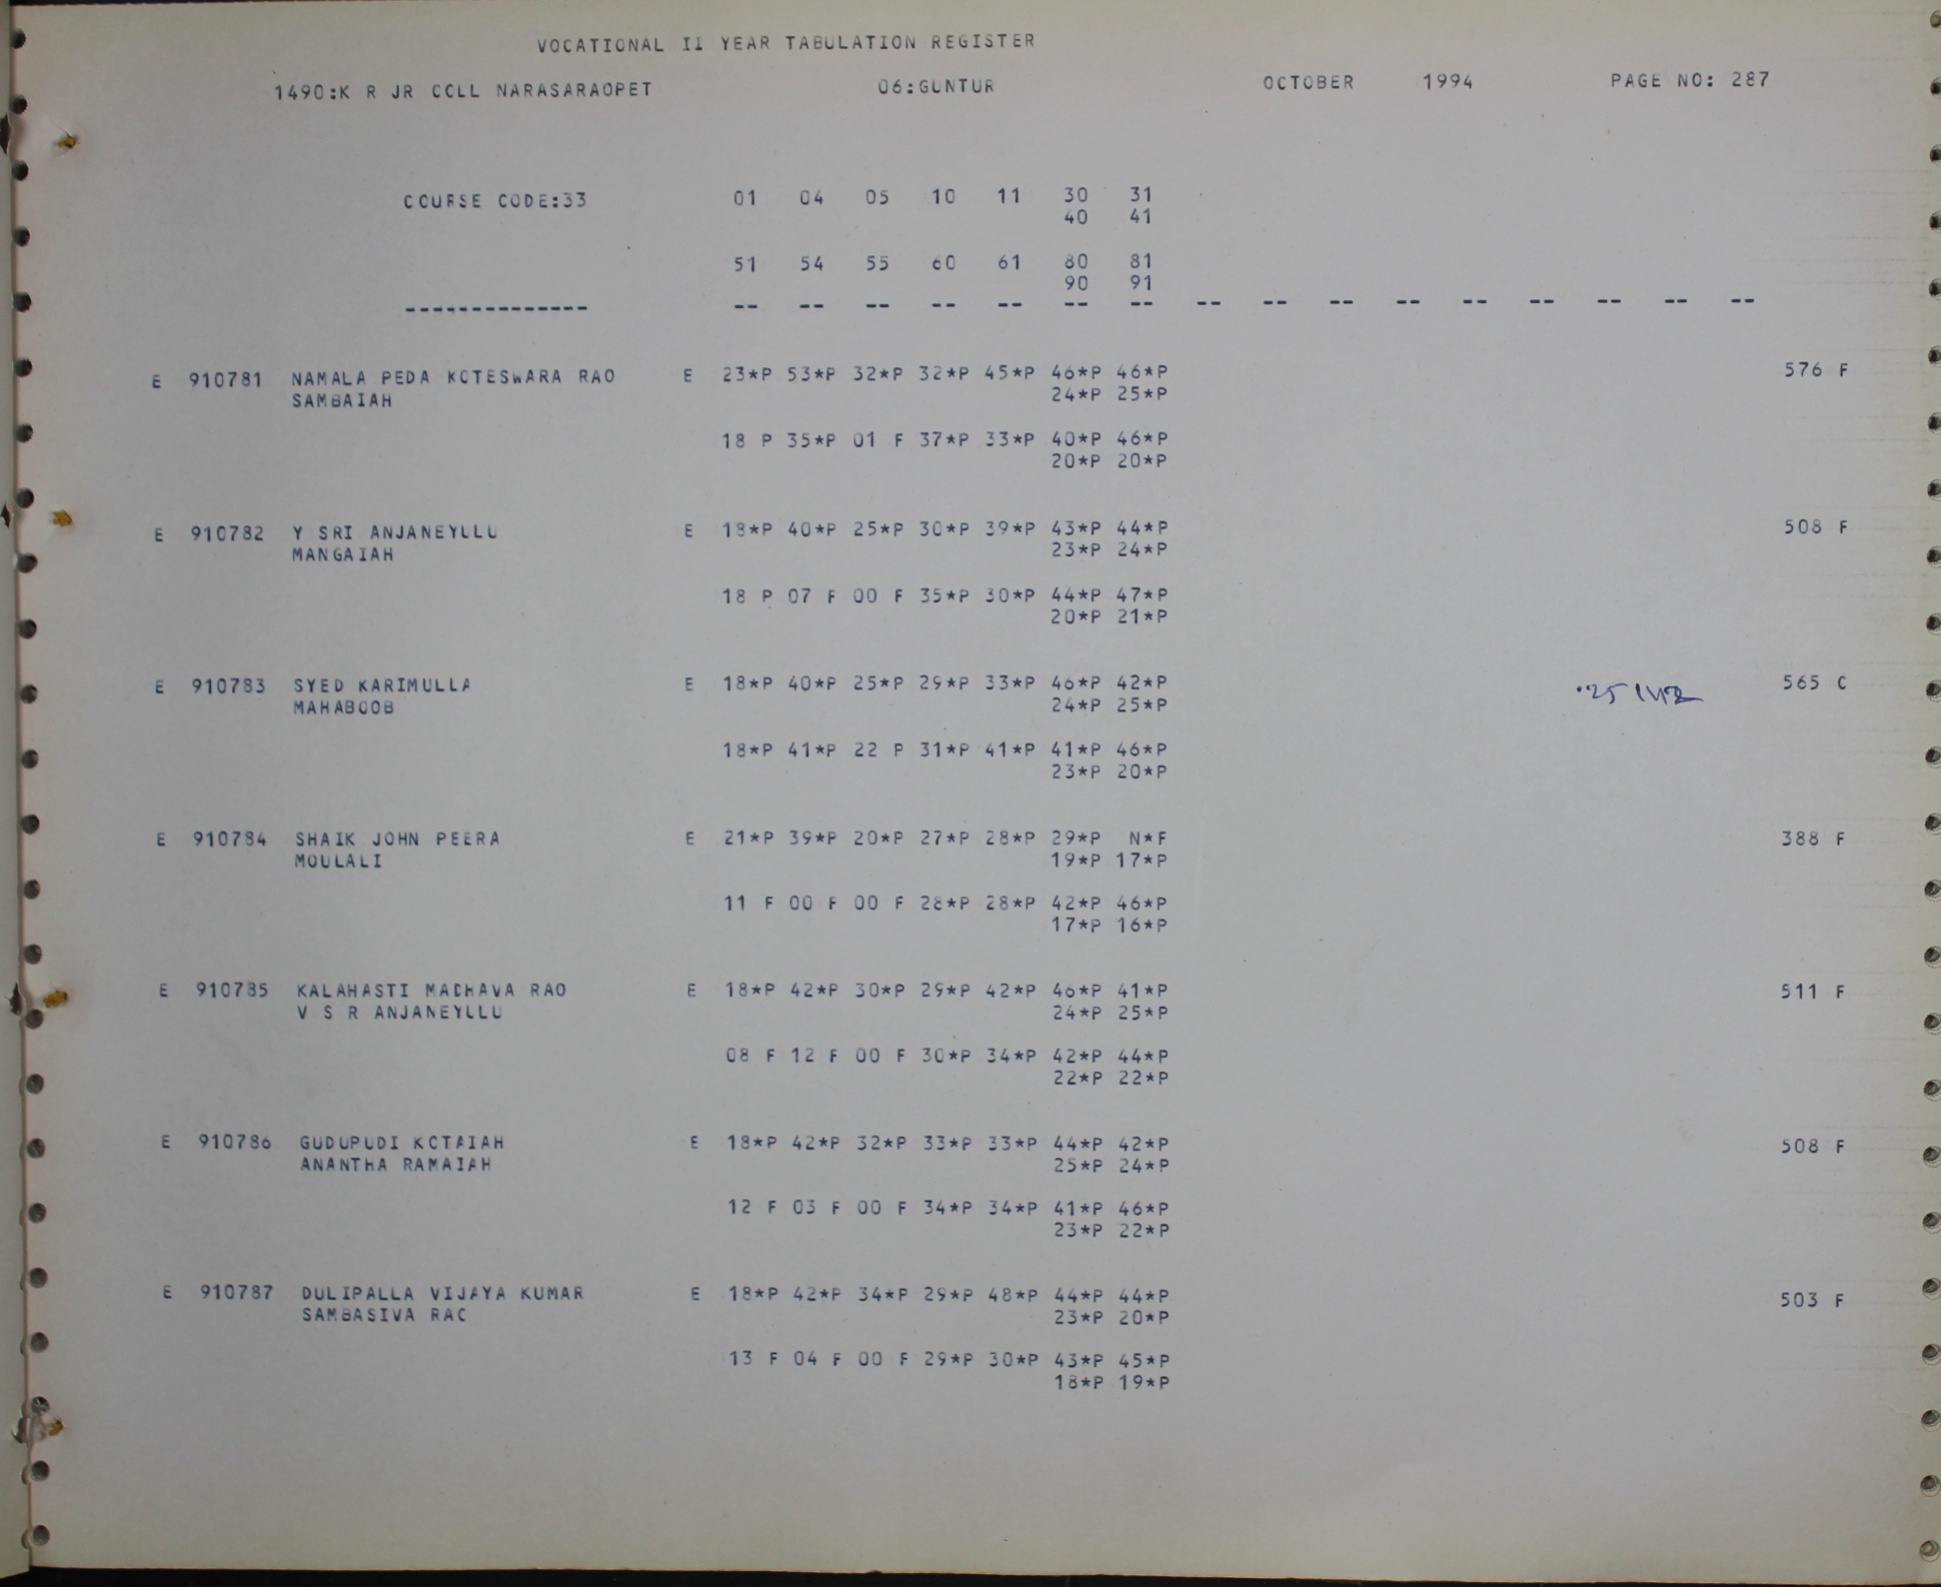 VOCATIONAL II YEAR TABULATION REGISTER
1490:K R JR COLL NARASARAOPET 06:GUNTUR OCTOBER 1994 PAGE NO: 287
COURSE CODE:33 01 04 05 10 11 30 31
40 41
51 54 55 60 61 80 81
90 91
-------------- -- -- -- -- -- -- -- -- -- -- -- -- -- -- -- --
E 910781 NAMALA PEDA KOTESWARA RAO E 23*P 53*P 32*P 32*P 45*P 46*P 46*P 576 F
SAMBAIAH 24*P 25*P
18 P 35*P 01 F 37*P 33*P 40*P 46*P
20*P 20*P
E 910782 Y SRI ANJANEYULU E 18*P 40*P 25*P 30*P 39*P 43*P 44*P 508 F
MANGAIAH 23*P 24*P
18 P 07 F 00 F 35*P 30*P 44*P 47*P
20*P 21*P
E 910783 SYED KARIMULLA E 18*P 40*P 25*P 29*P 33*P 46*P 42*P 565 C
MAHABOOB 24*P 25*P
18*P 41*P 22 P 31*P 41*P 41*P 46*P
23*P 20*P
E 910784 SHAIK JOHN PEERA E 21*P 39*P 20*P 27*P 28*P 29*P N*F 388 F
MOULALI 19*P 17*P
11 F 00 F 00 F 28*P 28*P 42*P 46*P
17*P 16*P
E 910785 KALAHASTI MADHAVA RAO E 18*P 42*P 30*P 29*P 42*P 46*P 41*P 511 F
V S R ANJANEYULU 24*P 25*P
08 F 12 F 00 F 30*P 34*P 42*P 44*P
22*P 22*P
E 910786 GUDUPUDI KOTAIAH E 18*P 42*P 32*P 33*P 33*P 44*P 42*P 508 F
ANANTHA RAMAIAH 25*P 24*P
12 F 03 F 00 F 34*P 34*P 41*P 46*P
23*P 22*P
E 910787 DULIPALLA VIJAYA KUMAR E 18*P 42*P 34*P 29*P 48*P 44*P 44*P 503 F
SAMBASIVA RAO 23*P 20*P
13 F 04 F 00 F 29*P 30*P 43*P 45*P
18*P 19*P